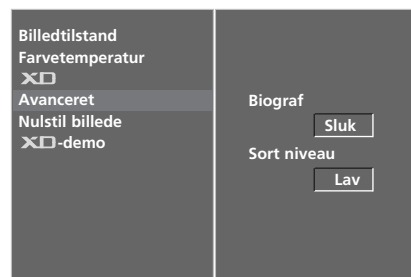 Billedtilstand
Farvetemperatur
XD
Avanceret
Nulstil billede
XD-demo
Biograf
Sluk
Sort niveau
Lav